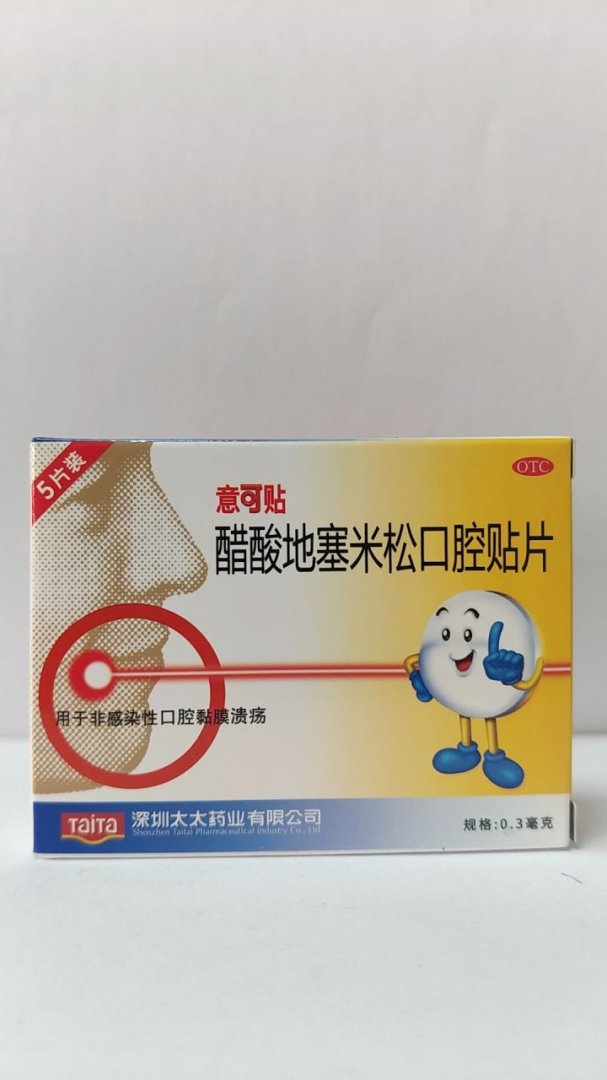 5片装
OTC
意可贴
醋酸地塞米松口腔贴片
用于非感染性口腔黏膜溃疡
Taita
深圳太太药业有限公司
Shenzhen Taitai Pharmaceutical Industry Co., Ltd.
规格:0.3毫克